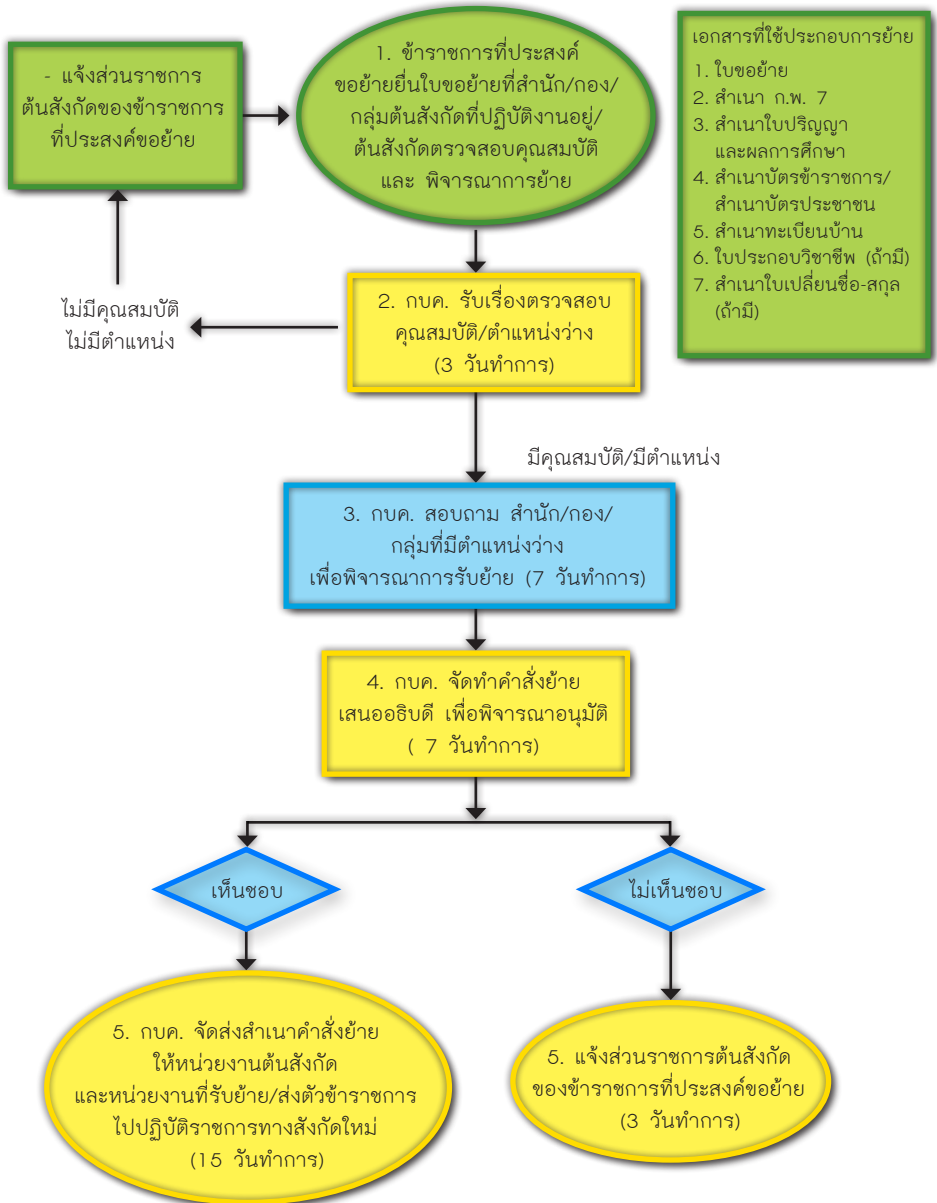 - แจ้งส่วนราชการ
ต้นสังกัดของข้าราชการ
ที่ประสงค์ขอย้าย
1. ข้าราชการที่ประสงค์
ขอย้ายยื่นใบขอย้ายที่สำนัก/กอง/
กลุ่มต้นสังกัดที่ปฏิบัติงานอยู่/
ต้นสังกัดตรวจสอบคุณสมบัติ
และ พิจารณาการย้าย
เอกสารที่ใช้ประกอบการย้าย
1. ใบขอย้าย
2. สำเนา ก.พ. 7
3. สำเนาใบปริญญา
และผลการศึกษา
4. สำเนาบัตรข้าราชการ/
สำเนาบัตรประชาชน
5. สำเนาทะเบียนบ้าน
6. ใบประกอบวิชาชีพ (ถ้ามี)
7. สำเนาใบเปลี่ยนชื่อ-สกุล
(ถ้ามี)
ไม่มีคุณสมบัติ
ไม่มีตำแหน่ง
2. กบค. รับเรื่องตรวจสอบ
คุณสมบัติ/ตำแหน่งว่าง
(3 วันทำการ)
มีคุณสมบัติ/มีตำแหน่ง
3. กบค. สอบถาม สำนัก/กอง/
กลุ่มที่มีตำแหน่งว่าง
เพื่อพิจารณาการรับย้าย (7 วันทำการ)
4. กบค. จัดทำคำสั่งย้าย
เสนออธิบดี เพื่อพิจารณาอนุมัติ
( 7 วันทำการ)
เห็นชอบ
ไม่เห็นชอบ
5. กบค. จัดส่งสำเนาคำสั่งย้าย
ให้หน่วยงานต้นสังกัด
และหน่วยงานที่รับย้าย/ส่งตัวข้าราชการ
ไปปฏิบัติราชการทางสังกัดใหม่
(15 วันทำการ)
5. แจ้งส่วนราชการต้นสังกัด
ของข้าราชการที่ประสงค์ขอย้าย
(3 วันทำการ)